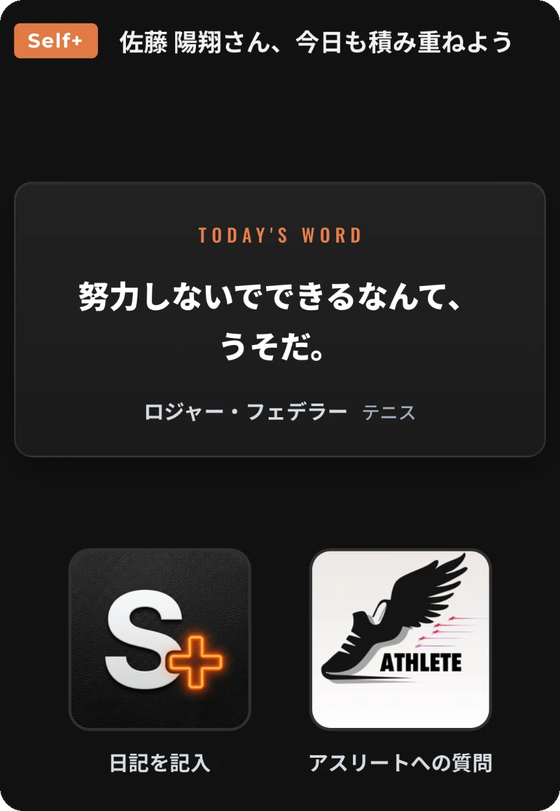 Self+ 佐藤 陽翔さん、今日も積み重ねよう
TODAY'S WORD
努力しないでできるなんて、
うそだ。
ロジャー・フェデラー テニス
S+
ATHLETE
日記を記入
アスリートへの質問